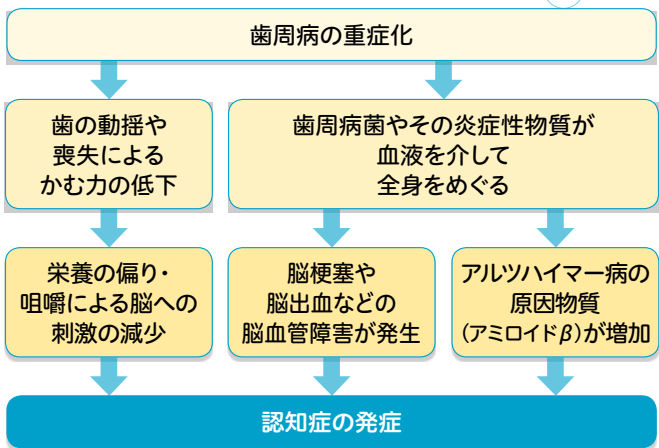 歯周病の重症化
歯の動揺や
喪失による
かむ力の低下
歯周病菌やその炎症性物質が
血液を介して
全身をめぐる
栄養の偏り・
咀嚼による脳への
刺激の減少
脳梗塞や
脳出血などの
脳血管障害が発生
アルツハイマー病の
原因物質
(アミロイドβ)が増加
認知症の発症